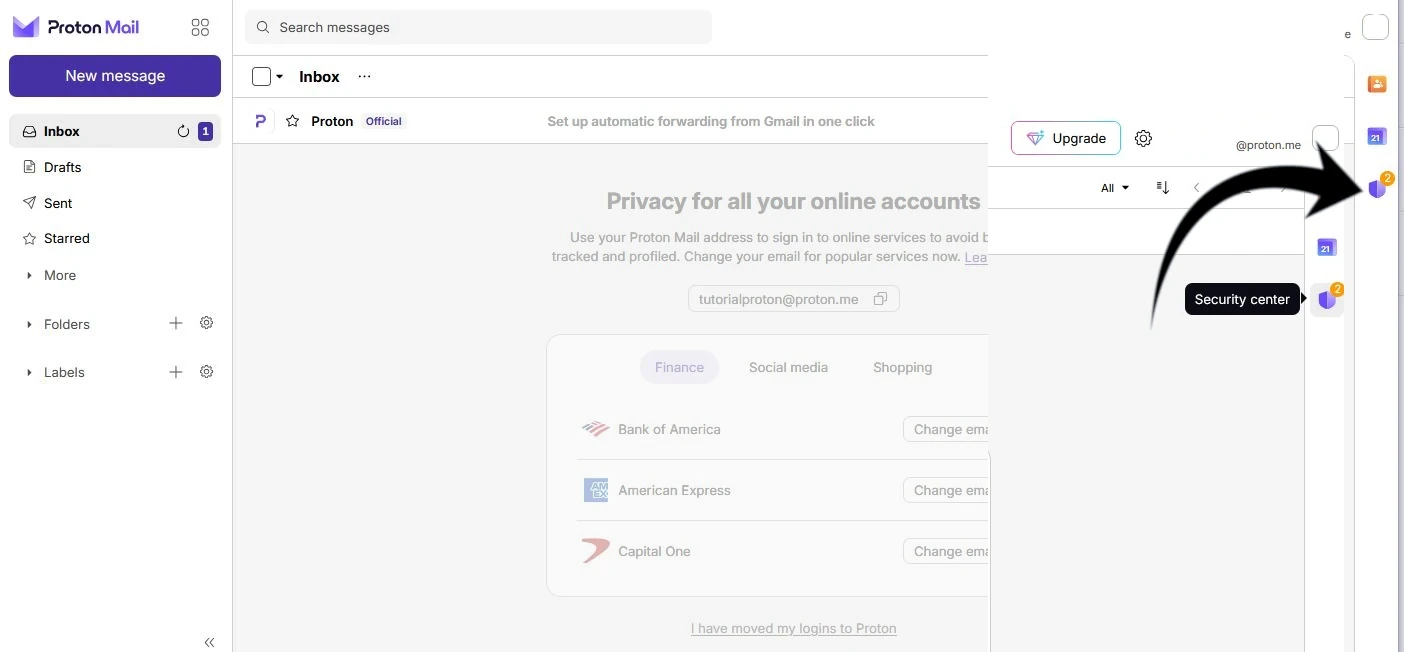 Proton Mail
Search messages
e
New message
Inbox
...
Inbox 1
Proton Official Set up automatic forwarding from Gmail in one click
Upgrade
@proton.me
21
Drafts
All
2
Sent
Privacy for all your online accounts
Starred
Use your Proton Mail address to sign in to online services to avoid b
tracked and profiled. Change your email for popular services now. Lea
21
More
tutorialproton@proton.me
Security center
2
Folders
Labels
Finance Social media Shopping
Bank of America Change ema
AM EX American Express Change ema
Capital One Change ema
I have moved my logins to Proton